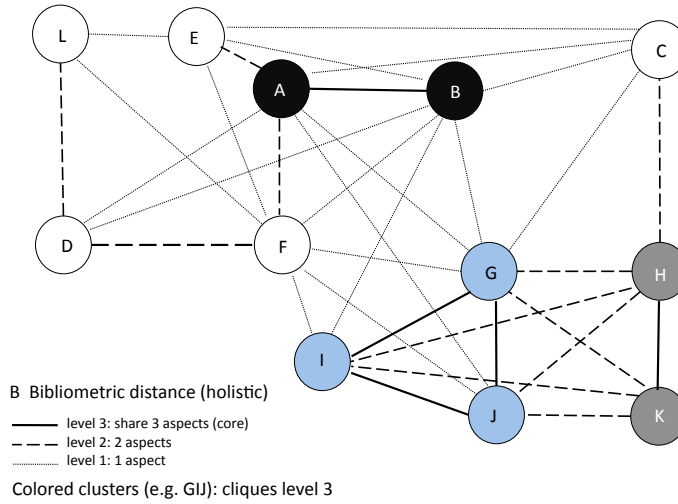 L
E
C
A
B
D
F
G
H
I
J
K
B Bibliometric distance (holistic)
level 3: share 3 aspects (core)
level 2: 2 aspects
level 1: 1 aspect
Colored clusters (e.g. GIJ): cliques level 3